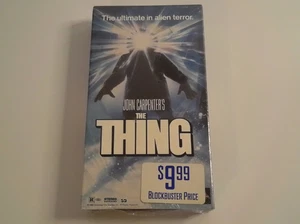 The ultimate in alien terror.
JOHN CARPENTER'S
THE
THING
$9.99
BLOCKBUSTER PRICE
R